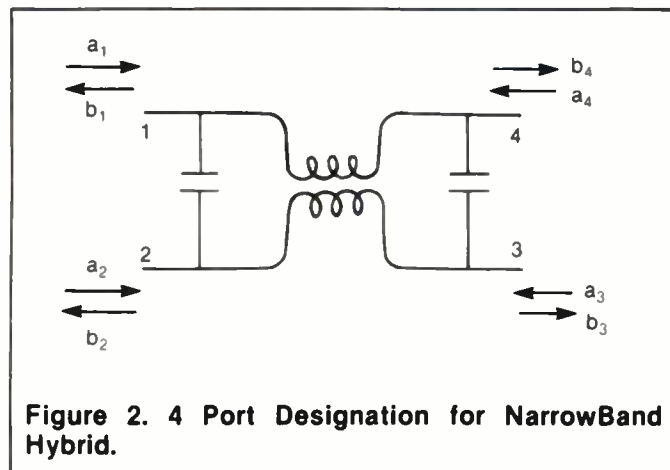 a₁
b₁
b₄
a₄
1
4
2
3
a₂
b₂
a₃
b₃
Figure 2. 4 Port Designation for NarrowBand
Hybrid.